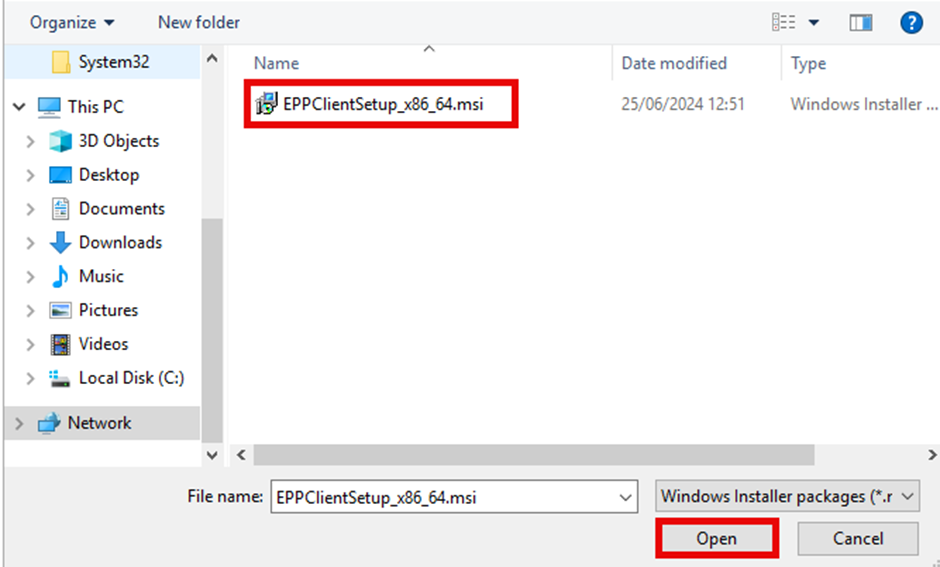 Organize New folder
System32
This PC
3D Objects
Desktop
Documents
Downloads
Music
Pictures
Videos
Local Disk (C:)
Network
Name Date modified Type
EPPClientSetup_x86_64.msi 25/06/2024 12:51 Windows Installer ...
File name: EPPClientSetup_x86_64.msi Windows Installer packages (*.r
Open Cancel